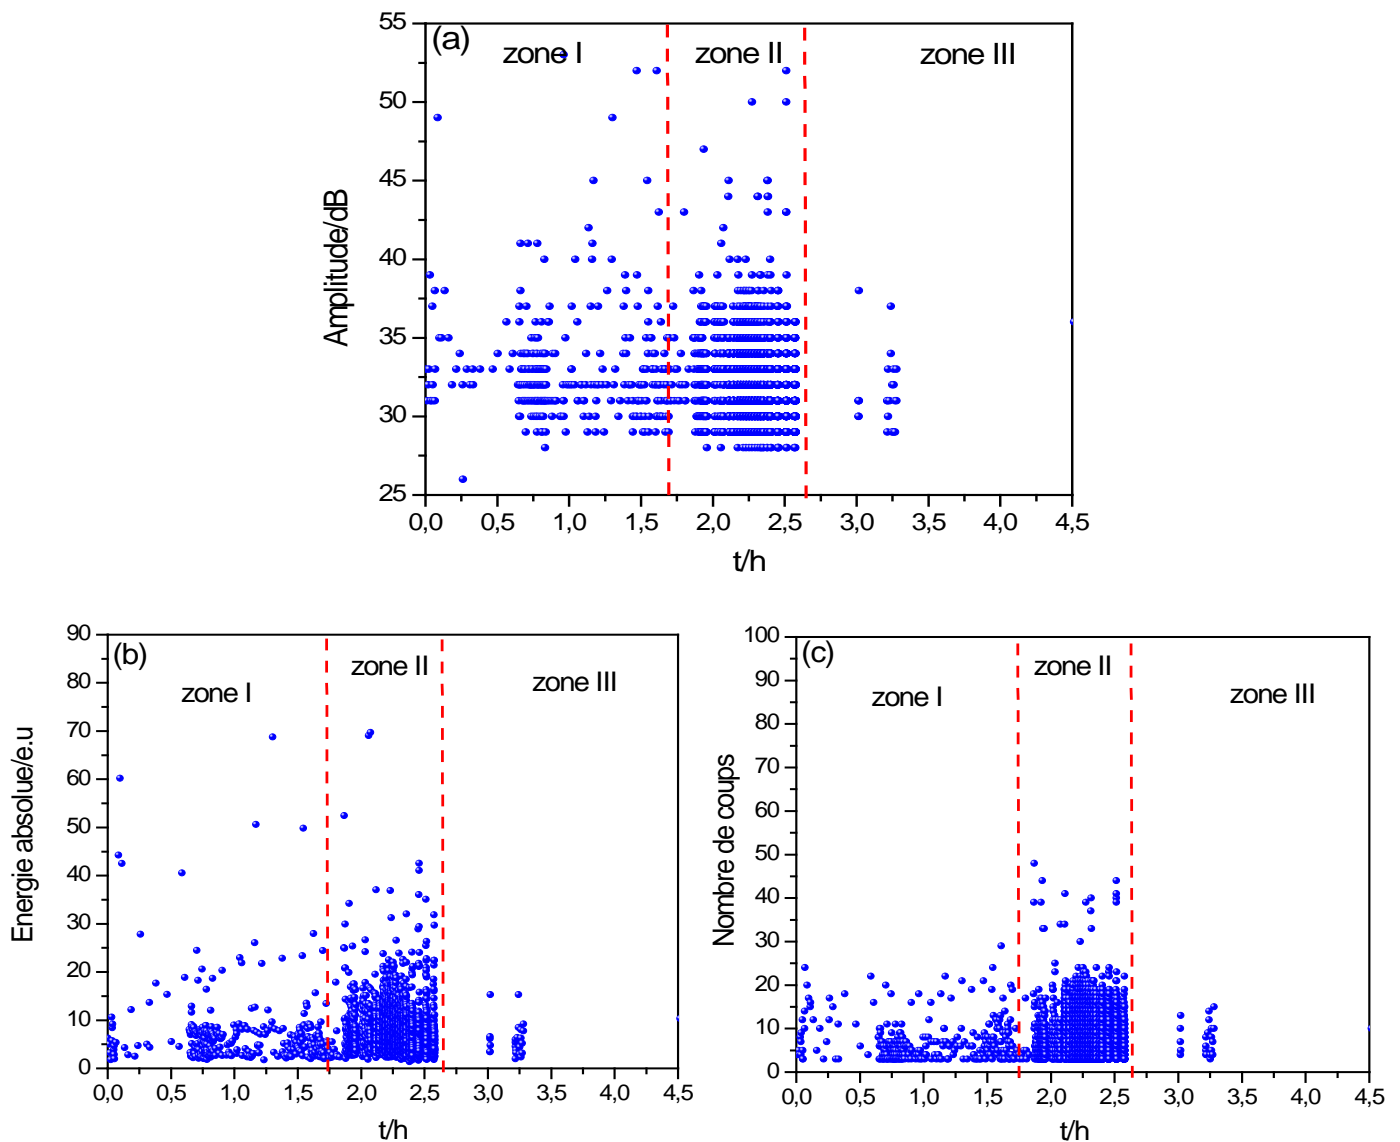 (a)
zone I
zone II
zone III
55
50
45
40
35
30
25
Amplitude/dB
0,0 0,5 1,0 1,5 2,0 2,5 3,0 3,5 4,0 4,5
t/h
(b)
zone I
zone II
zone III
90
80
70
60
50
40
30
20
10
0
Energie absolue/e.u
0,0 0,5 1,0 1,5 2,0 2,5 3,0 3,5 4,0 4,5
t/h
(c)
zone I
zone II
zone III
100
90
80
70
60
50
40
30
20
10
0
Nombre de coups
0,0 0,5 1,0 1,5 2,0 2,5 3,0 3,5 4,0 4,5
t/h